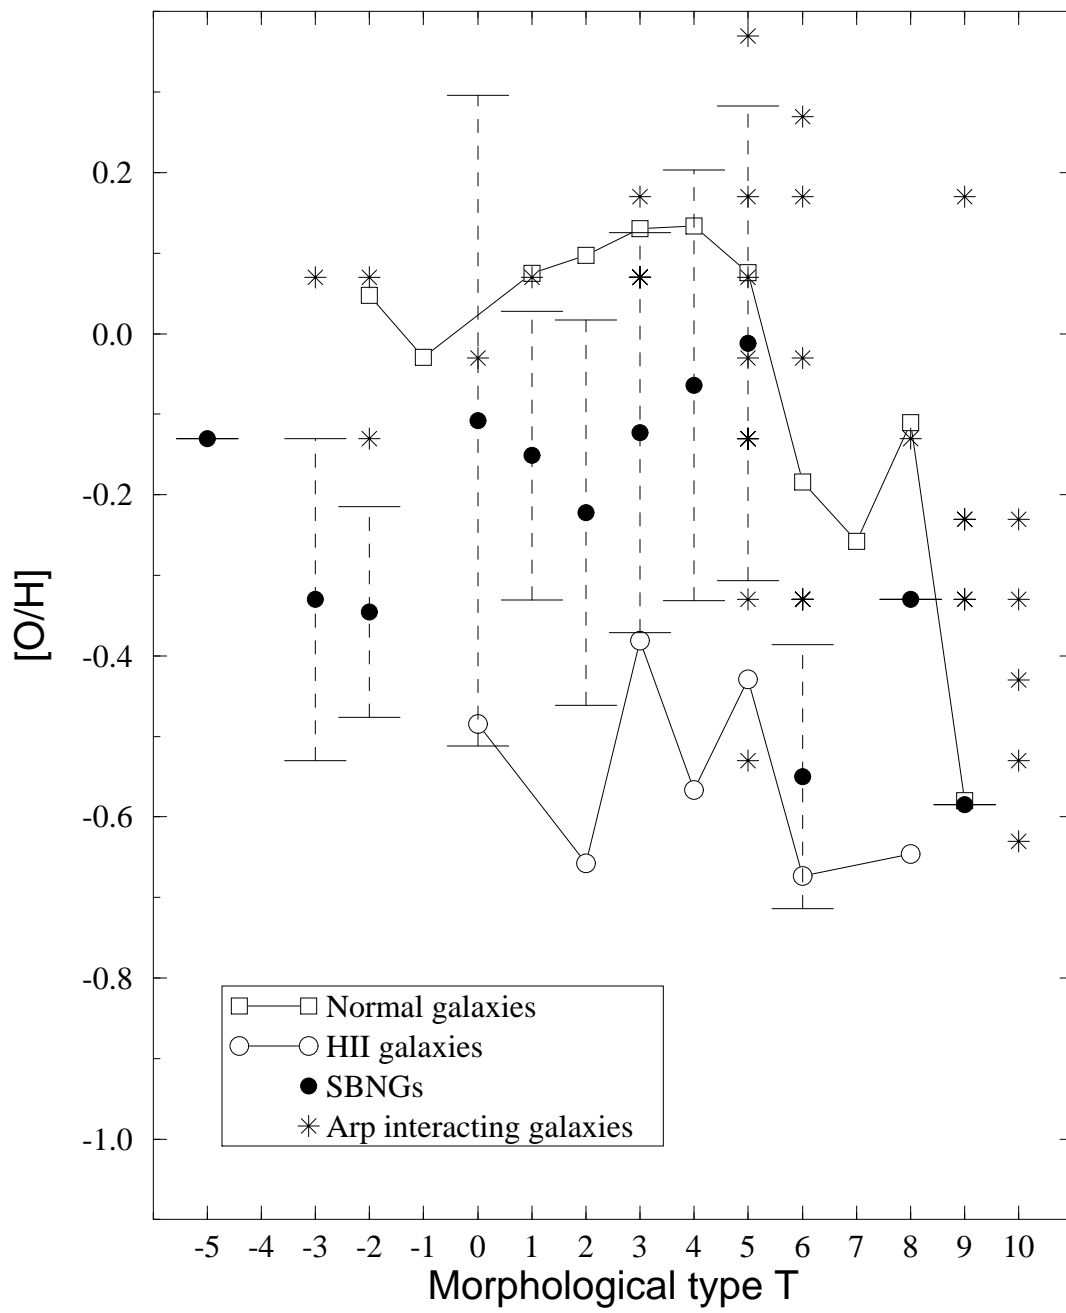 0.2
0.0
-0.2
-0.4
-0.6
-0.8
-1.0
[O/H]
Normal galaxies
HII galaxies
SBNGs
Arp interacting galaxies
-5 -4 -3 -2 -1 0 1 2 3 4 5 6 7 8 9 10
Morphological type T